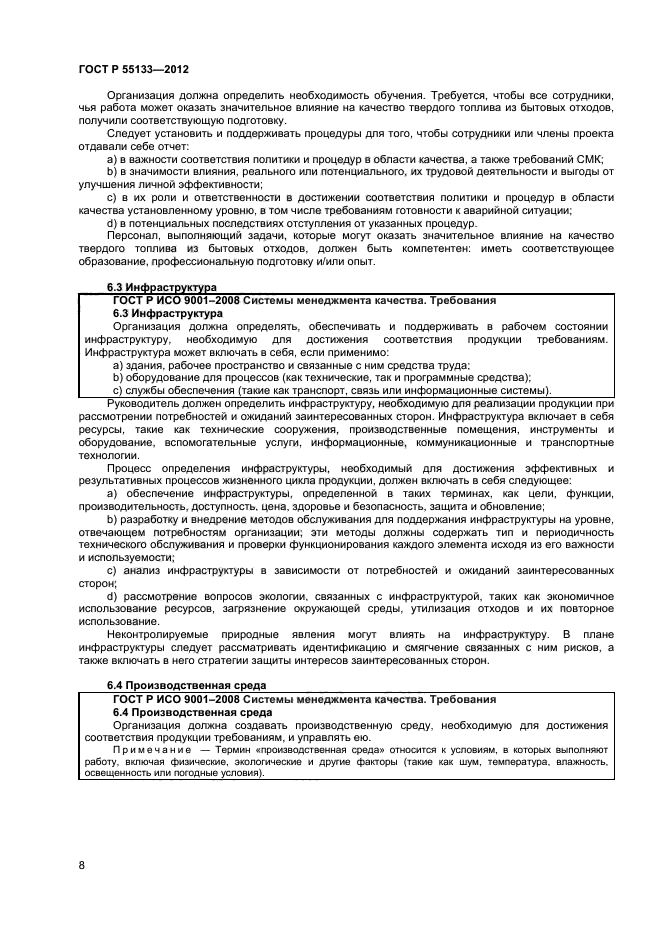 ГОСТ Р 55133—2012
Организация должна определить необходимость обучения. Требуется, чтобы все сотрудники,
чья работа может оказать значительное влияние на качество твердого топлива из бытовых отходов,
получили соответствующую подготовку.
Следует установить и поддерживать процедуры для того, чтобы сотрудники или члены проекта
отдавали себе отчет:
a) в важности соответствия политики и процедур в области качества, а также требований СМК;
b) в значимости влияния, реального или потенциального, их трудовой деятельности и выгоды от
улучшения личной эффективности;
c) в их роли и ответственности в достижении соответствия политики и процедур в области
качества установленному уровню, в том числе требованиям готовности к аварийной ситуации;
d) в потенциальных последствиях отступления от указанных процедур.
Персонал, выполняющий задачи, которые могут оказать значительное влияние на качество
твердого топлива из бытовых отходов, должен быть компетентен: иметь соответствующее
образование, профессиональную подготовку и/или опыт.
6.3 Инфраструктура
ГОСТ Р ИСО 9001–2008 Системы менеджмента качества. Требования
6.3 Инфраструктура
Организация должна определять, обеспечивать и поддерживать в рабочем состоянии
инфраструктуру, необходимую для достижения соответствия продукции требованиям.
Инфраструктура может включать в себя, если применимо:
a) здания, рабочее пространство и связанные с ним средства труда;
b) оборудование для процессов (как технические, так и программные средства);
c) службы обеспечения (такие как транспорт, связь или информационные системы).
Руководитель должен определить инфраструктуру, необходимую для реализации продукции при
рассмотрении потребностей и ожиданий заинтересованных сторон. Инфраструктура включает в себя
ресурсы, такие как технические сооружения, производственные помещения, инструменты и
оборудование, вспомогательные услуги, информационные, коммуникационные и транспортные
технологии.
Процесс определения инфраструктуры, необходимый для достижения эффективных и
результативных процессов жизненного цикла продукции, должен включать в себя следующее:
a) обеспечение инфраструктуры, определенной в таких терминах, как цели, функции,
производительность, доступность, цена, здоровье и безопасность, защита и обновление;
b) разработку и внедрение методов обслуживания для поддержания инфраструктуры на уровне,
отвечающем потребностям организации; эти методы должны содержать тип и периодичность
технического обслуживания и проверки функционирования каждого элемента исходя из его важности
и используемости;
c) анализ инфраструктуры в зависимости от потребностей и ожиданий заинтересованных
сторон;
d) рассмотрение вопросов экологии, связанных с инфраструктурой, таких как экономичное
использование ресурсов, загрязнение окружающей среды, утилизация отходов и их повторное
использование.
Неконтролируемые природные явления могут влиять на инфраструктуру. В плане
инфраструктуры следует рассматривать идентификацию и смягчение связанных с ним рисков, а
также включать в него стратегии защиты интересов заинтересованных сторон.
6.4 Производственная среда
ГОСТ Р ИСО 9001–2008 Системы менеджмента качества. Требования
6.4 Производственная среда
Организация должна создавать производственную среду, необходимую для достижения
соответствия продукции требованиям, и управлять ею.
Примечание — Термин «производственная среда» относится к условиям, в которых выполняют
работу, включая физические, экологические и другие факторы (такие как шум, температура, влажность,
освещенность или погодные условия).
8